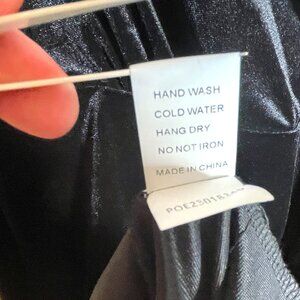 HAND WASH
COLD WATER
HANG DRY
NO NOT IRON
MADE IN CHINA